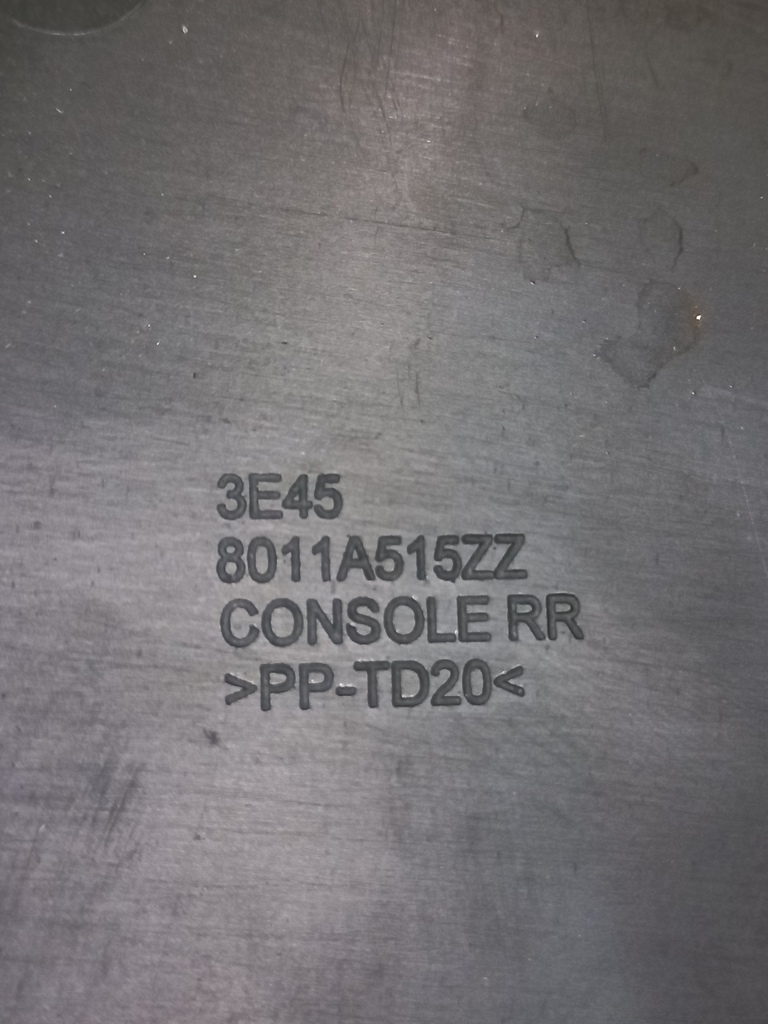 3E45
8011A515ZZ
CONSOLE RR
>PP-TD20<